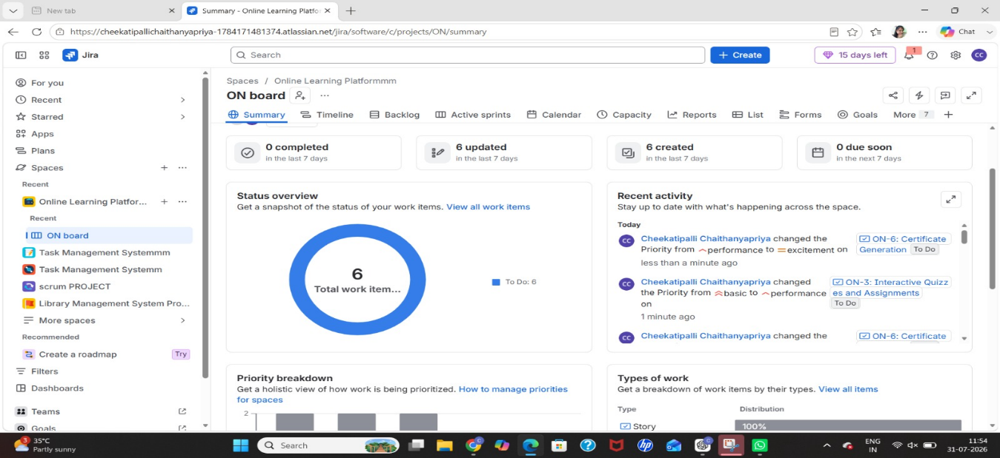 New tab
Summary - Online Learning Platfo
https://cheekatipallichaithanyapriya-1784171481374.atlassian.net/jira/software/c/projects/ON/summary
Chat
Jira
Search
+ Create
15 days left
1
CC
For you
Recent
Starred
Apps
Plans
Spaces
Recent
Online Learning Platfor...
Recent
ON board
Task Management Systemmm
Task Management Systemm
scrum PROJECT
Library Management System Pro...
More spaces
Recommended
Create a roadmap
Try
Filters
Dashboards
Teams
Goals
Spaces / Online Learning Platformmm
ON board
Summary
Timeline
Backlog
Active sprints
Calendar
Capacity
Reports
List
Forms
Goals
More 7
0 completed
in the last 7 days
6 updated
in the last 7 days
6 created
in the last 7 days
0 due soon
in the next 7 days
Status overview
Get a snapshot of the status of your work items. View all work items
6
Total work item...
To Do: 6
Recent activity
Stay up to date with what's happening across the space.
Today
CC
Cheekatipalli Chaithanyapriya changed the
Priority from performance to excitement on
ON-6: Certificate
Generation To Do
less than a minute ago
CC
Cheekatipalli Chaithanyapriya changed
the Priority from basic to performance
on
ON-3: Interactive Quizz
es and Assignments
To Do
1 minute ago
CC
Cheekatipalli Chaithanyapriya changed the
ON-6: Certificate
Priority breakdown
Get a holistic view of how work is being prioritized. How to manage priorities
for spaces
2
Types of work
Get a breakdown of work items by their types. View all items
Type
Distribution
Story
100%
3
35°C
Partly sunny
Search
ENG
IN
11:54
31-07-2026